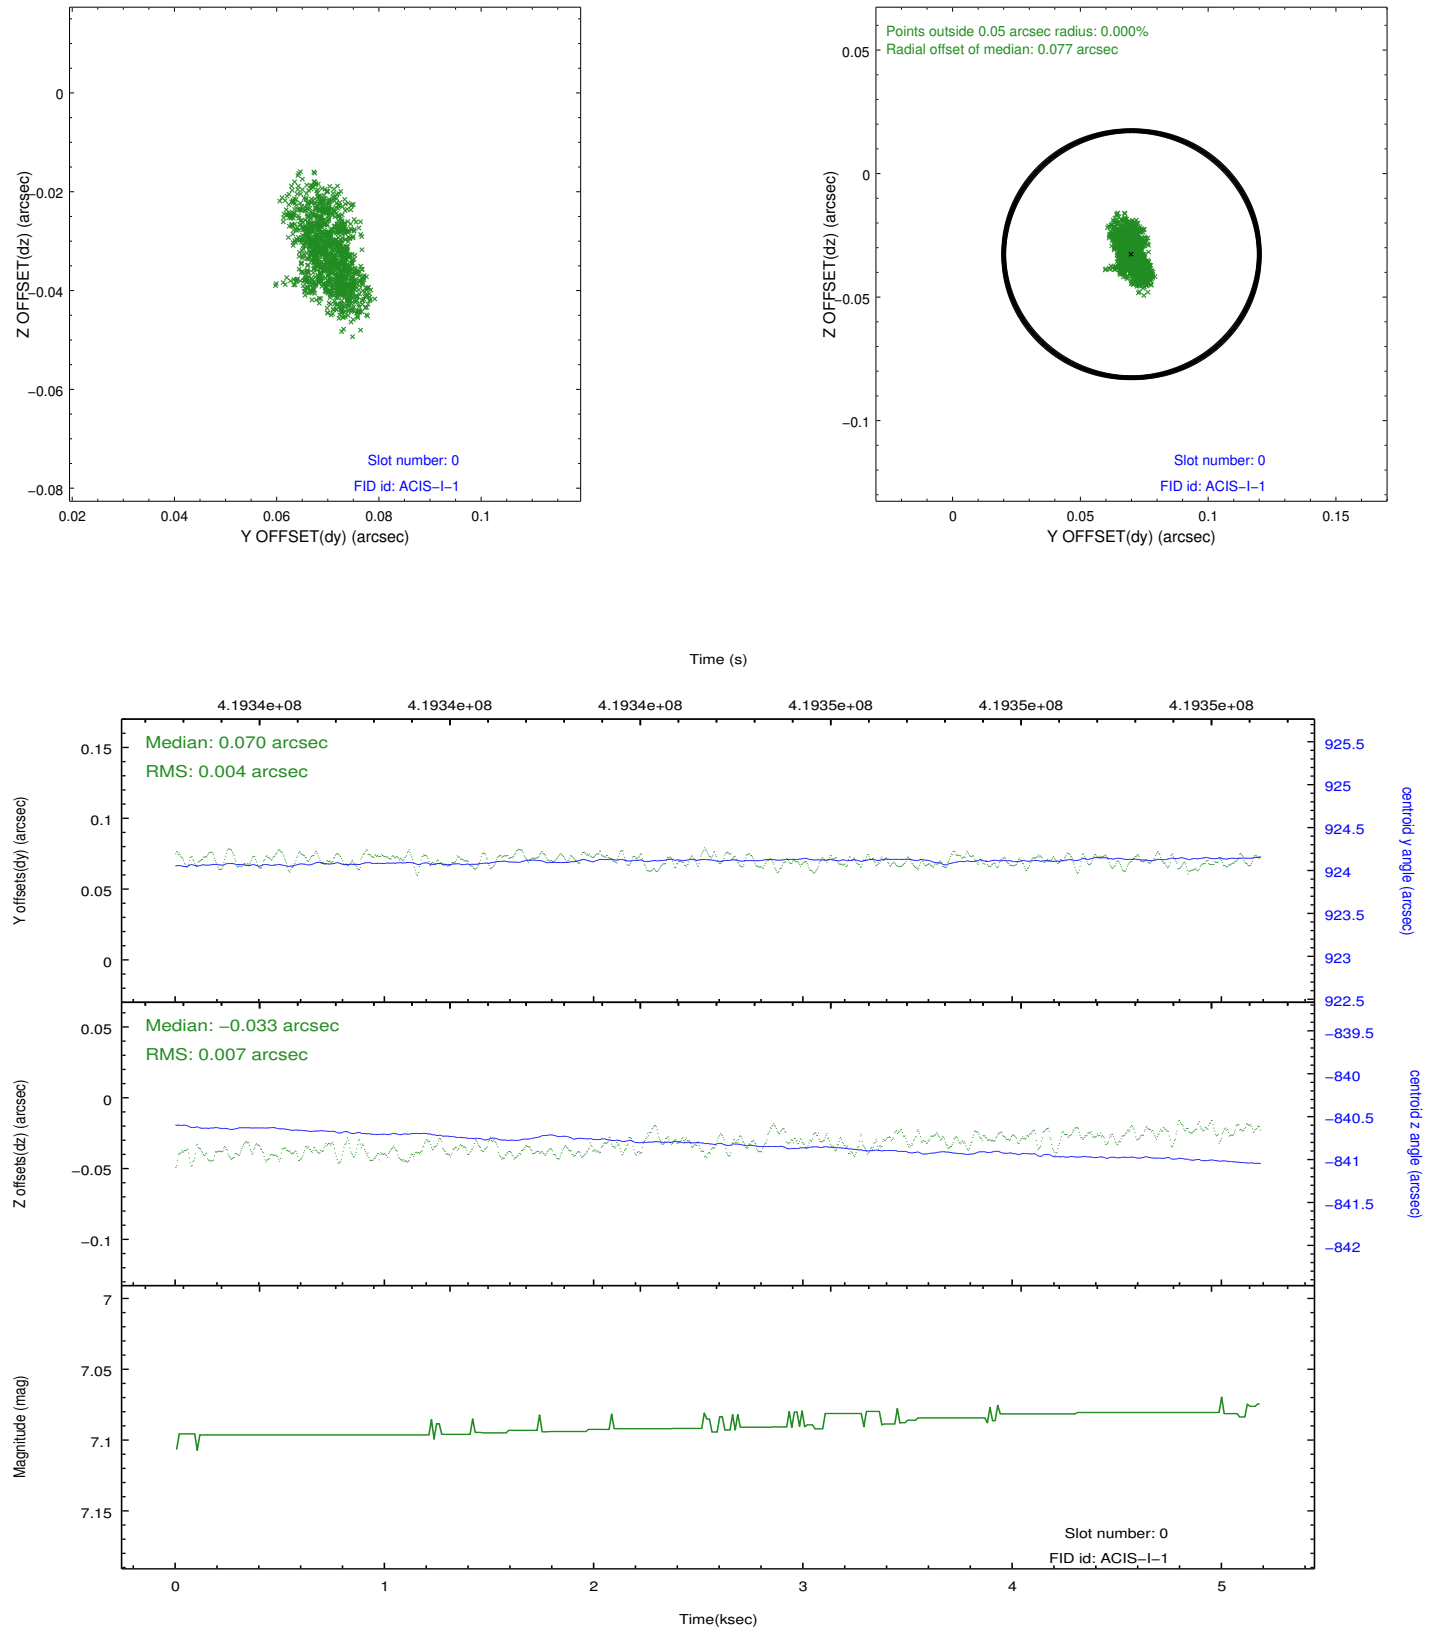 0
−0.02
−0.04
−0.06
−0.08
Z OFFSET(dz) (arcsec)
Slot number: 0
FID id: ACIS−I−1
0.02 0.04 0.06 0.08 0.1
Y OFFSET(dy) (arcsec)
Points outside 0.05 arcsec radius: 0.000%
Radial offset of median: 0.077 arcsec
0.05
0
−0.05
−0.1
Z OFFSET(dz) (arcsec)
Slot number: 0
FID id: ACIS−I−1
0 0.05 0.1 0.15
Y OFFSET(dy) (arcsec)
Time (s)
4.1934e+08 4.1934e+08 4.1934e+08 4.1935e+08 4.1935e+08 4.1935e+08
Median: 0.070 arcsec
RMS: 0.004 arcsec
0.15
0.1
0.05
0
Y offsets(dy) (arcsec)
925.5
925
924.5
924
923.5
923
922.5
centroid y angle (arcsec)
Median: −0.033 arcsec
RMS: 0.007 arcsec
0.05
0
−0.05
−0.1
Z offsets(dz) (arcsec)
−839.5
−840
−840.5
−841
−841.5
−842
centroid z angle (arcsec)
7
7.05
7.1
7.15
Magnitude (mag)
Slot number: 0
FID id: ACIS−I−1
0 1 2 3 4 5
Time(ksec)